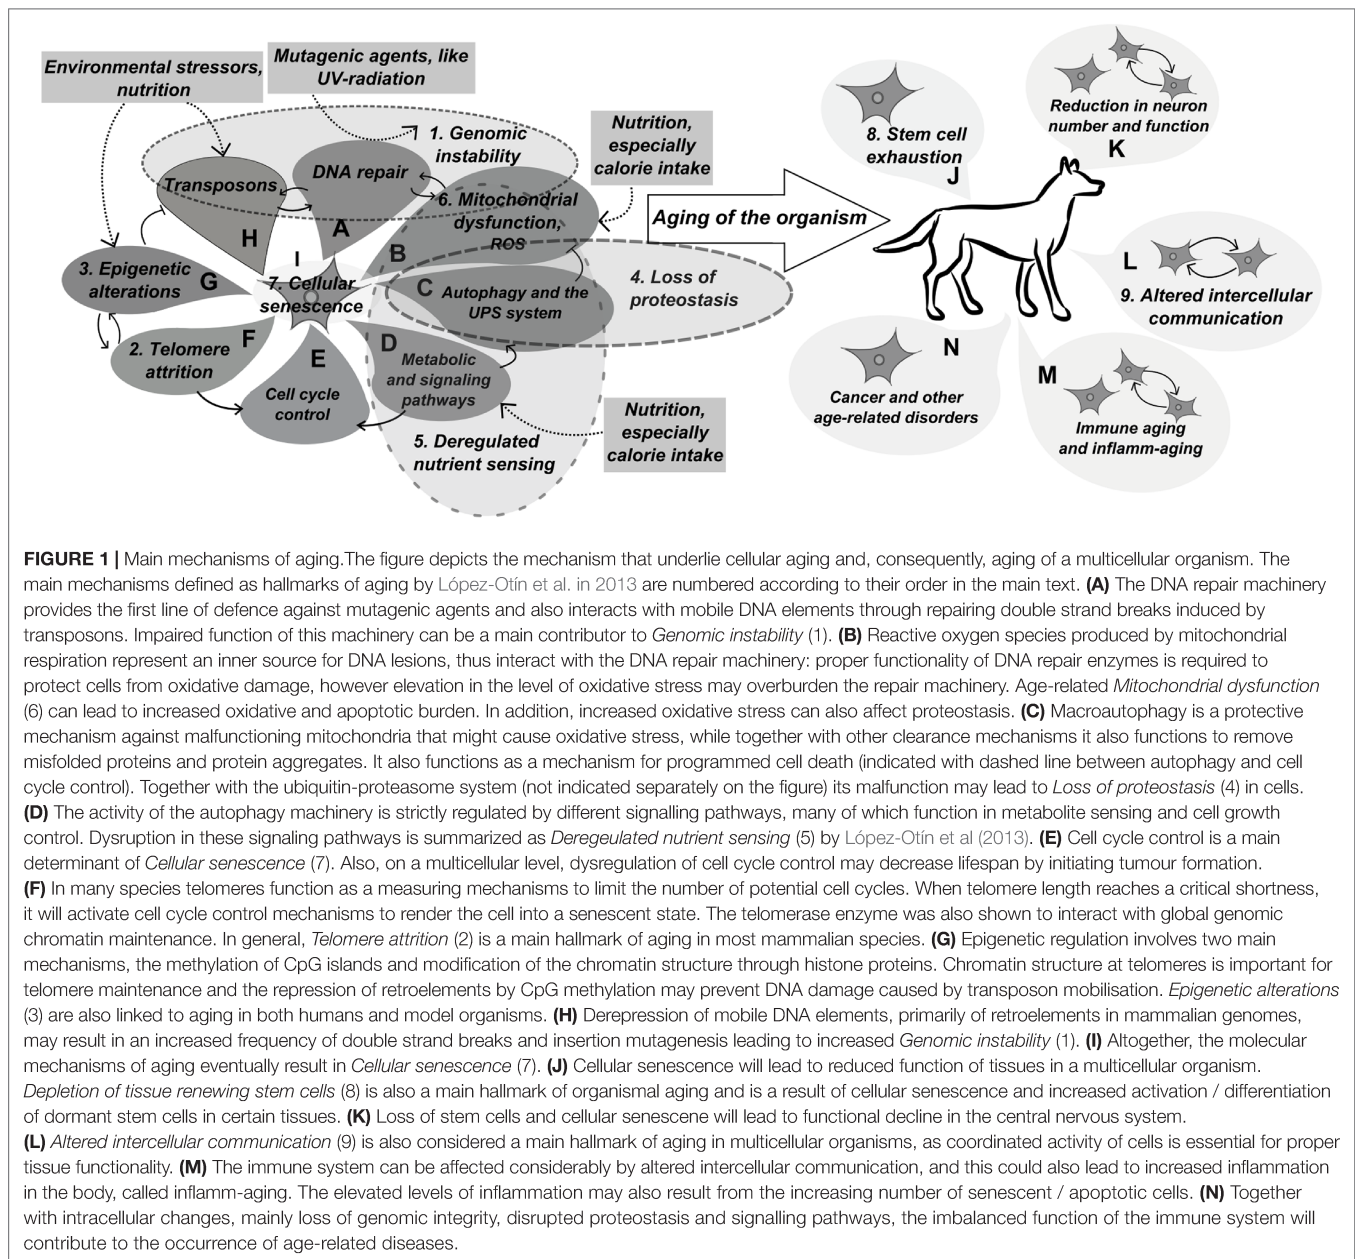 Environmental stressors,
nutrition
Mutagenic agents, like
UV-radiation
1. Genomic
instability
Nutrition,
especially
calorie intake
Transposons
DNA repair
6. Mitochondrial
dysfunction,
ROS
H
A
B
I
3. Epigenetic
alterations
G
7. Cellular
senescence
C
Autophagy and the
UPS system
4. Loss of
proteostasis
2. Telomere
attrition
F
E
D
Metabolic
and signaling
pathways
Cell cycle
control
5. Deregulated
nutrient sensing
Nutrition,
especially
calorie intake
Aging of the organism
8. Stem cell
exhaustion
J
Reduction in neuron
number and function
K
L
9. Altered intercellular
communication
N
Cancer and other
age-related disorders
M
Immune aging
and inflamm-aging
FIGURE 1 | Main mechanisms of aging.The figure depicts the mechanism that underlie cellular aging and, consequently, aging of a multicellular organism. The
main mechanisms defined as hallmarks of aging by López-Otín et al. in 2013 are numbered according to their order in the main text. (A) The DNA repair machinery
provides the first line of defence against mutagenic agents and also interacts with mobile DNA elements through repairing double strand breaks induced by
transposons. Impaired function of this machinery can be a main contributor to Genomic instability (1). (B) Reactive oxygen species produced by mitochondrial
respiration represent an inner source for DNA lesions, thus interact with the DNA repair machinery: proper functionality of DNA repair enzymes is required to
protect cells from oxidative damage, however elevation in the level of oxidative stress may overburden the repair machinery. Age-related Mitochondrial dysfunction
(6) can lead to increased oxidative and apoptotic burden. In addition, increased oxidative stress can also affect proteostasis. (C) Macroautophagy is a protective
mechanism against malfunctioning mitochondria that might cause oxidative stress, while together with other clearance mechanisms it also functions to remove
misfolded proteins and protein aggregates. It also functions as a mechanism for programmed cell death (indicated with dashed line between autophagy and cell
cycle control). Together with the ubiquitin-proteasome system (not indicated separately on the figure) its malfunction may lead to Loss of proteostasis (4) in cells.
(D) The activity of the autophagy machinery is strictly regulated by different signalling pathways, many of which function in metabolite sensing and cell growth
control. Dysruption in these signaling pathways is summarized as Deregeulated nutrient sensing (5) by López-Otín et al (2013). (E) Cell cycle control is a main
determinant of Cellular senescence (7). Also, on a multicellular level, dysregulation of cell cycle control may decrease lifespan by initiating tumour formation.
(F) In many species telomeres function as a measuring mechanisms to limit the number of potential cell cycles. When telomere length reaches a critical shortness,
it will activate cell cycle control mechanisms to render the cell into a senescent state. The telomerase enzyme was also shown to interact with global genomic
chromatin maintenance. In general, Telomere attrition (2) is a main hallmark of aging in most mammalian species. (G) Epigenetic regulation involves two main
mechanisms, the methylation of CpG islands and modification of the chromatin structure through histone proteins. Chromatin structure at telomeres is important for
telomere maintenance and the repression of retroelements by CpG methylation may prevent DNA damage caused by transposon mobilisation. Epigenetic alterations
(3) are also linked to aging in both humans and model organisms. (H) Derepression of mobile DNA elements, primarily of retroelements in mammalian genomes,
may result in an increased frequency of double strand breaks and insertion mutagenesis leading to increased Genomic instability (1). (I) Altogether, the molecular
mechanisms of aging eventually result in Cellular senescence (7). (J) Cellular senescence will lead to reduced function of tissues in a multicellular organism.
Depletion of tissue renewing stem cells (8) is also a main hallmark of organismal aging and is a result of cellular senescence and increased activation / differentiation
of dormant stem cells in certain tissues. (K) Loss of stem cells and cellular senescene will lead to functional decline in the central nervous system.
(L) Altered intercellular communication (9) is also considered a main hallmark of aging in multicellular organisms, as coordinated activity of cells is essential for proper
tissue functionality. (M) The immune system can be affected considerably by altered intercellular communication, and this could also lead to increased inflammation
in the body, called inflamm-aging. The elevated levels of inflammation may also result from the increasing number of senescent / apoptotic cells. (N) Together
with intracellular changes, mainly loss of genomic integrity, disrupted proteostasis and signalling pathways, the imbalanced function of the immune system will
contribute to the occurrence of age-related diseases.